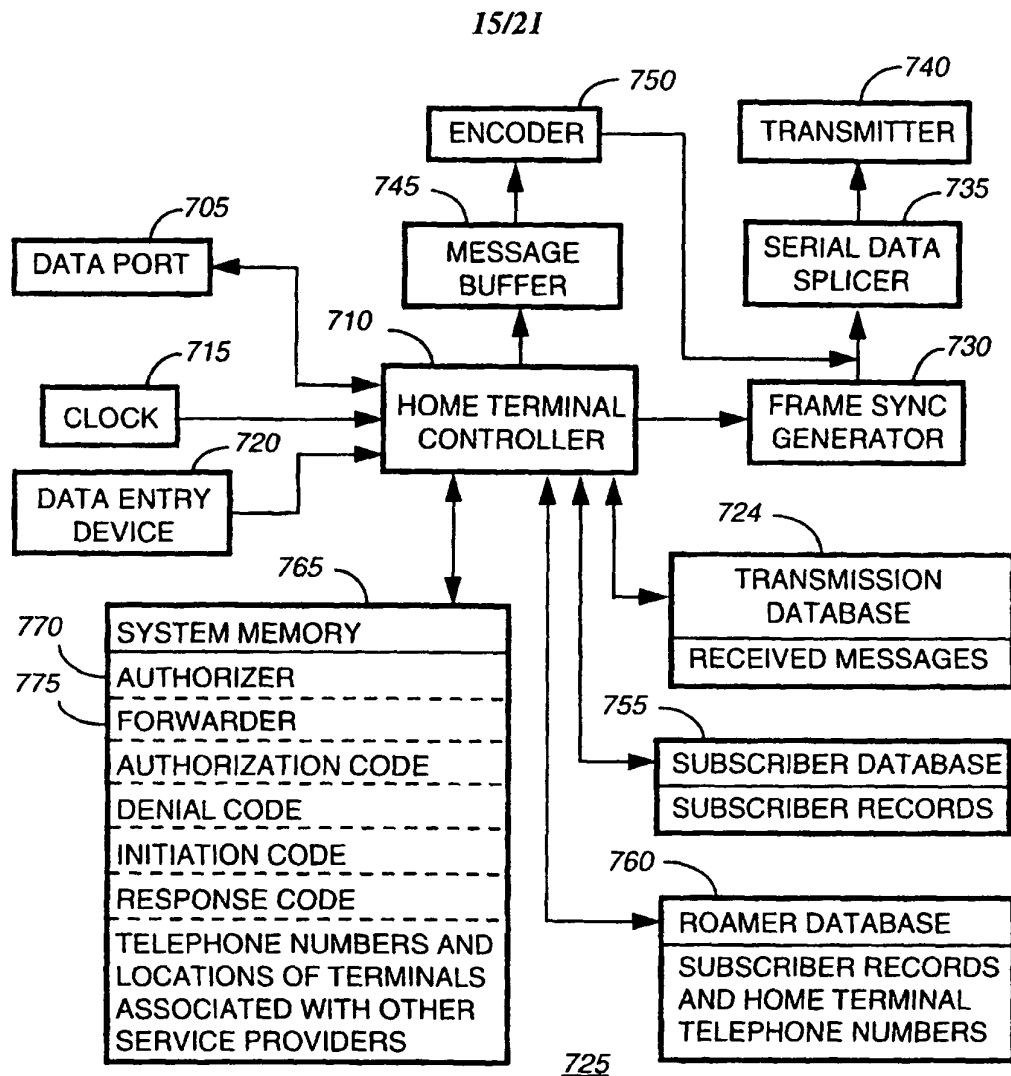 15/21
750
ENCODER
740
TRANSMITTER
745
MESSAGE
BUFFER
735
SERIAL DATA
SPLICER
705
DATA PORT
710
HOME TERMINAL
CONTROLLER
715
CLOCK
730
FRAME SYNC
GENERATOR
720
DATA ENTRY
DEVICE
724
TRANSMISSION
DATABASE
RECEIVED MESSAGES
765
SYSTEM MEMORY
770
AUTHORIZER
775
FORWARDER
AUTHORIZATION CODE
DENIAL CODE
INITIATION CODE
RESPONSE CODE
TELEPHONE NUMBERS AND
LOCATIONS OF TERMINALS
ASSOCIATED WITH OTHER
SERVICE PROVIDERS
755
SUBSCRIBER DATABASE
SUBSCRIBER RECORDS
760
ROAMER DATABASE
SUBSCRIBER RECORDS
AND HOME TERMINAL
TELEPHONE NUMBERS
725